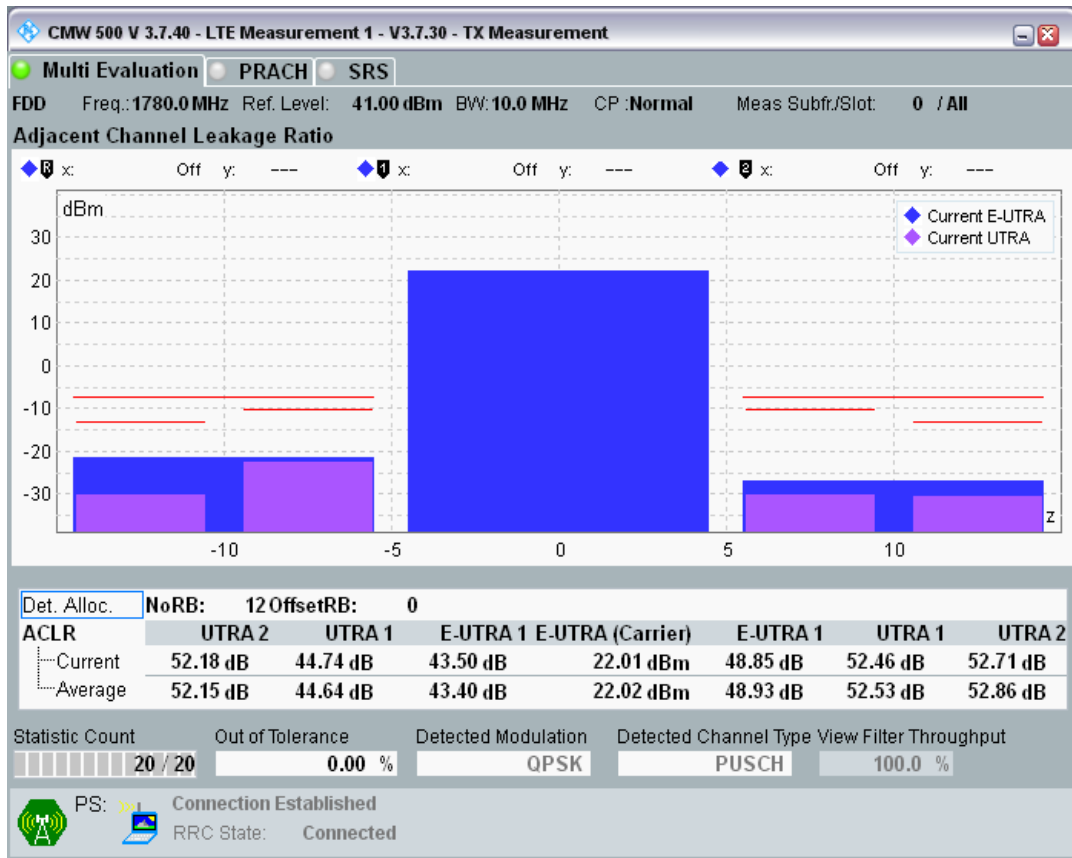 CMW 500 V 3.7.40 - LTE Measurement 1 - V3.7.30 - TX Measurement
Multi Evaluation PRACH SRS
FDD Freq.: 1780.0 MHz Ref. Level: 41.00 dBm BW: 10.0 MHz CP :Normal Meas Subfr./Slot: 0 / All
Adjacent Channel Leakage Ratio
R x: Off y: --- 1 x: Off y: --- 2 x: Off y: ---
dBm
Current E-UTRA
Current UTRA
30
20
10
0
-10
-20
-30
z
-10 -5 0 5 10
Det. Alloc. NoRB: 12 OffsetRB: 0
ACLR UTRA 2 UTRA 1 E-UTRA 1 E-UTRA (Carrier) E-UTRA 1 UTRA 1 UTRA 2
Current 52.18 dB 44.74 dB 43.50 dB 22.01 dBm 48.85 dB 52.46 dB 52.71 dB
Average 52.15 dB 44.64 dB 43.40 dB 22.02 dBm 48.93 dB 52.53 dB 52.86 dB
Statistic Count Out of Tolerance Detected Modulation Detected Channel Type View Filter Throughput
20 / 20 0.00 % QPSK PUSCH 100.0 %
PS: Connection Established
RRC State: Connected